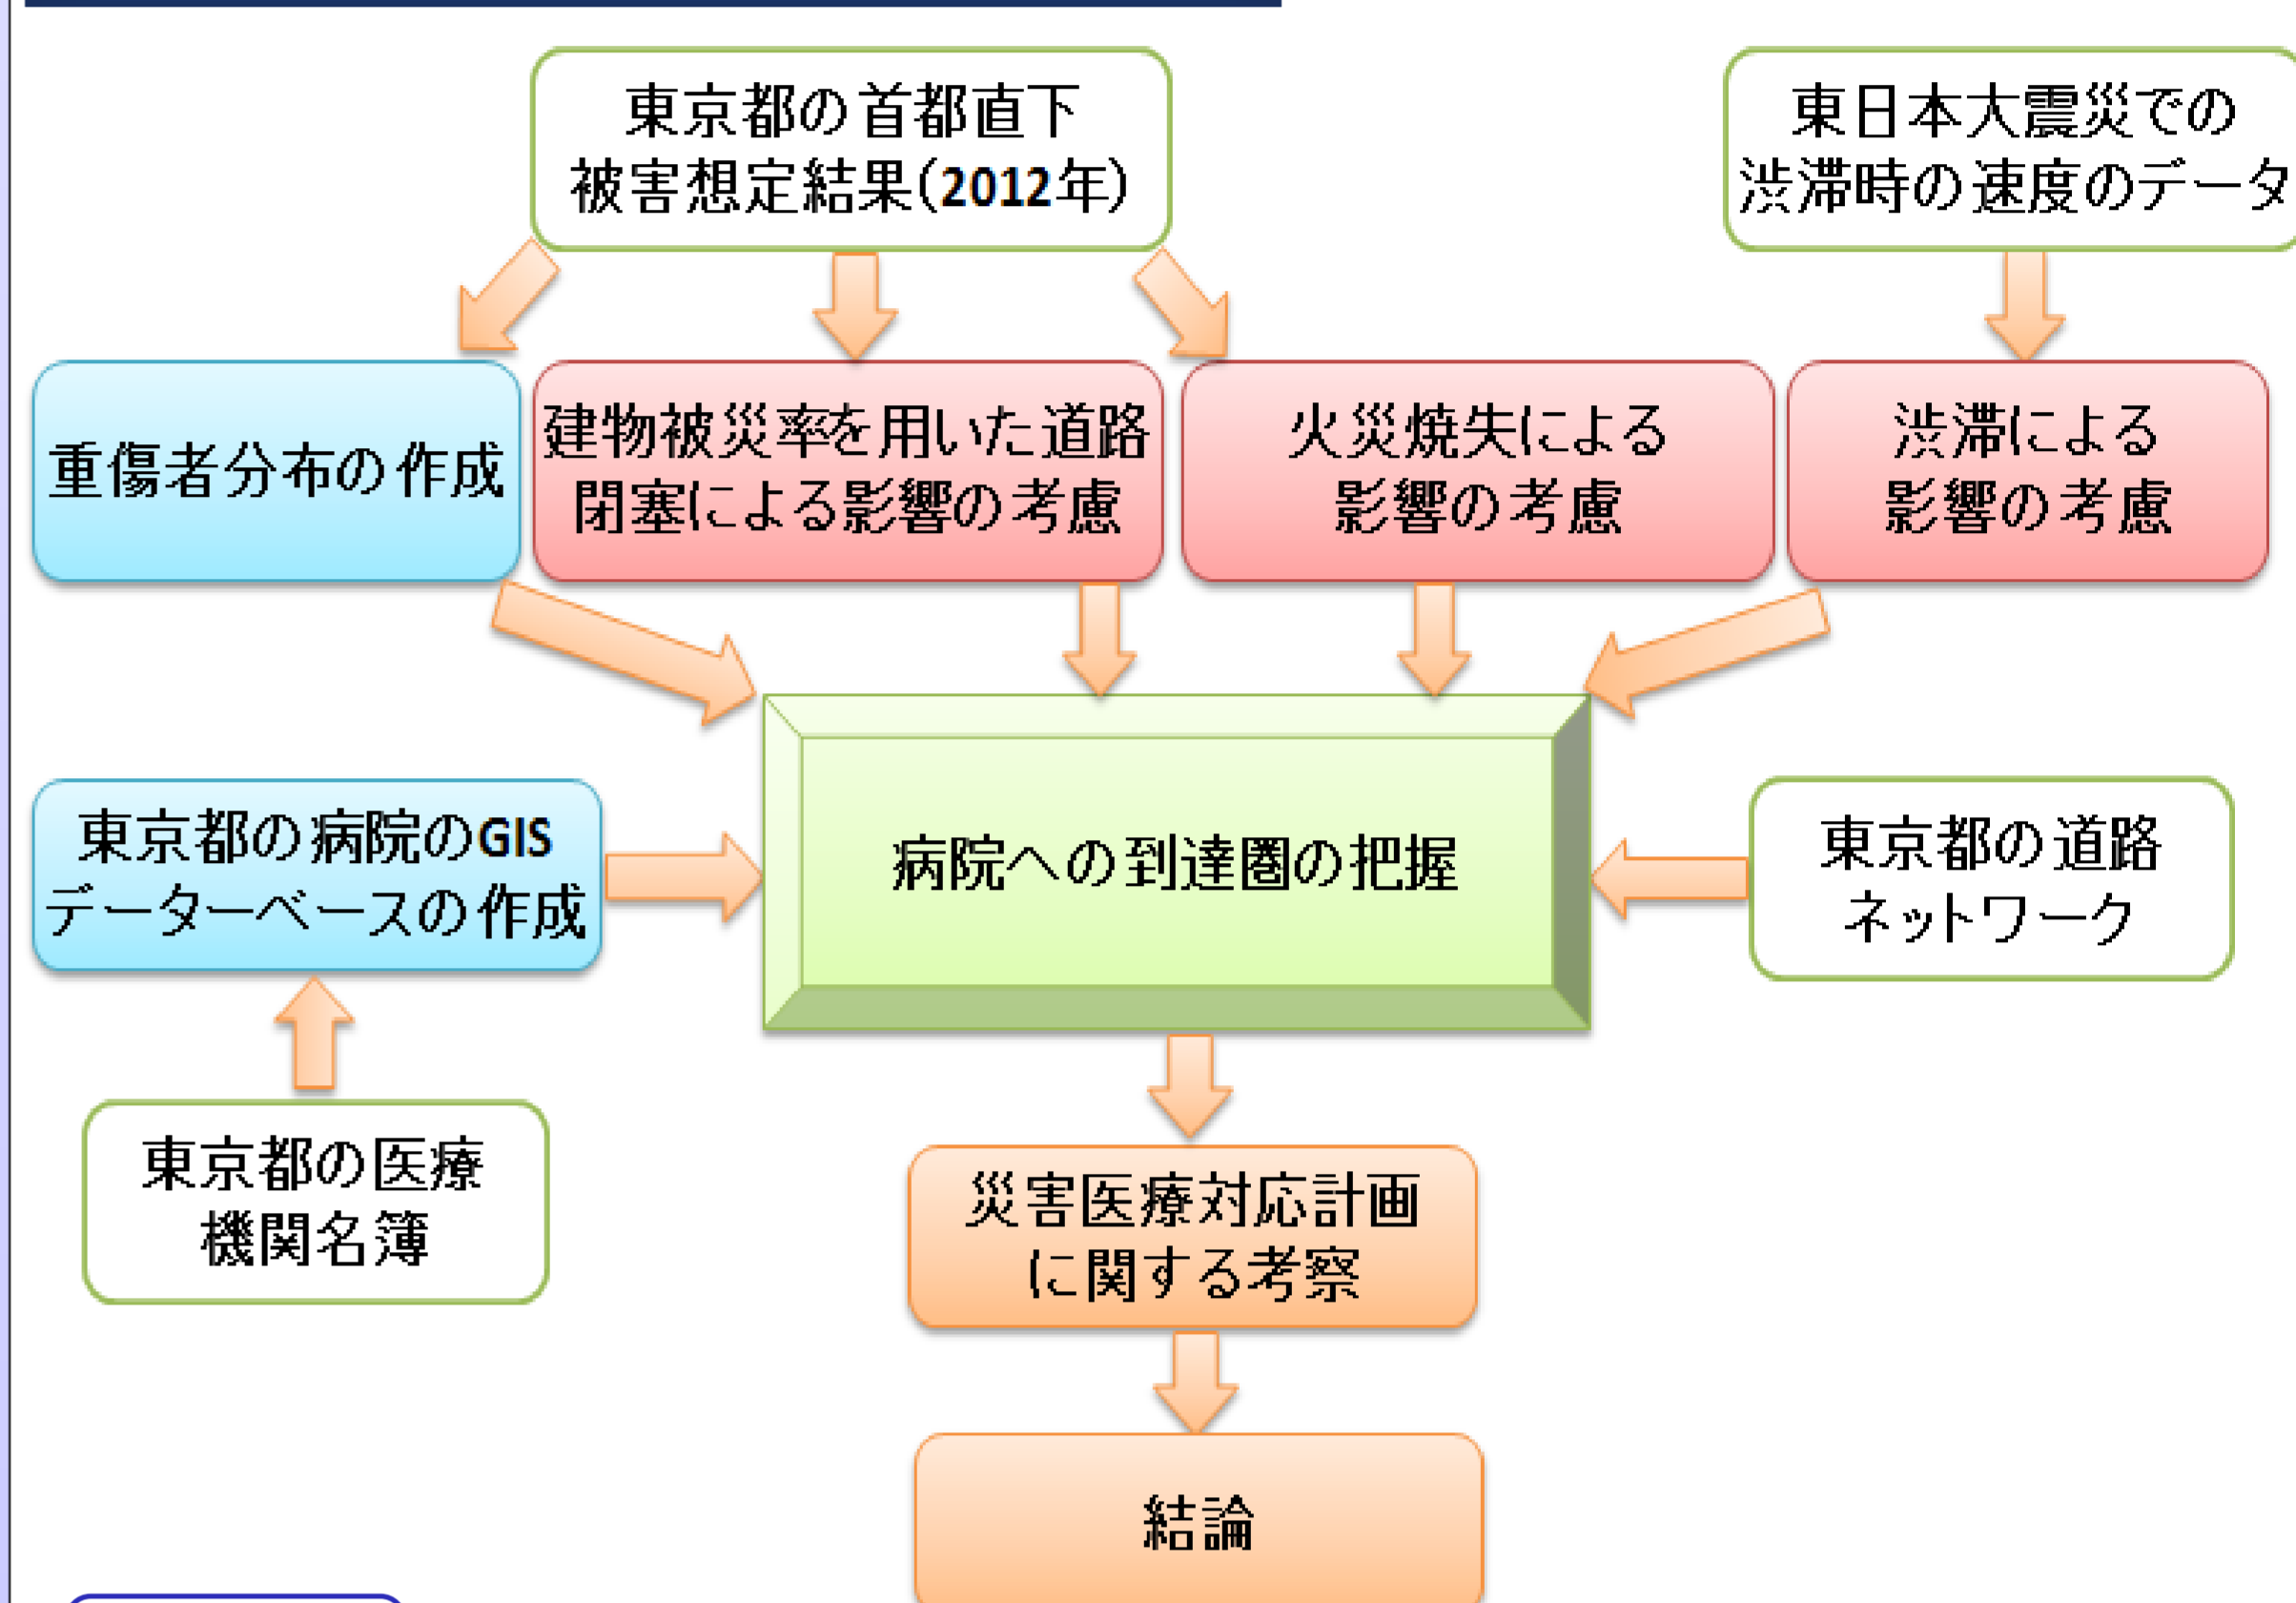 東京都の首都直下
被害想定結果(2012年)
東日本大震災での
渋滞時の速度のデータ
重傷者分布の作成
建物被災率を用いた道路
閉塞による影響の考慮
火災焼失による
影響の考慮
渋滞による
影響の考慮
東京都の病院のGIS
データーベースの作成
病院への到達圏の把握
東京都の道路
ネットワーク
東京都の医療
機関名簿
災害医療対応計画
に関する考察
結論